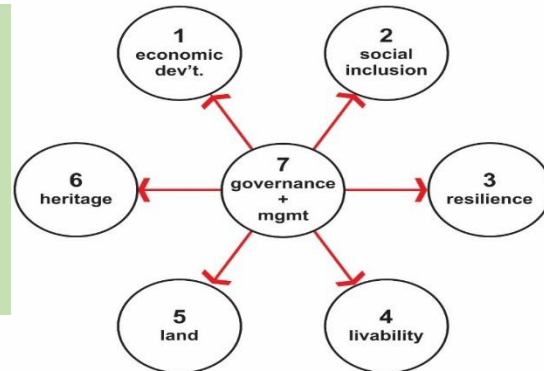 1
economic
dev't.
2
social
inclusion
3
resilience
4
livability
5
land
6
heritage
7
governance
+
mgmt